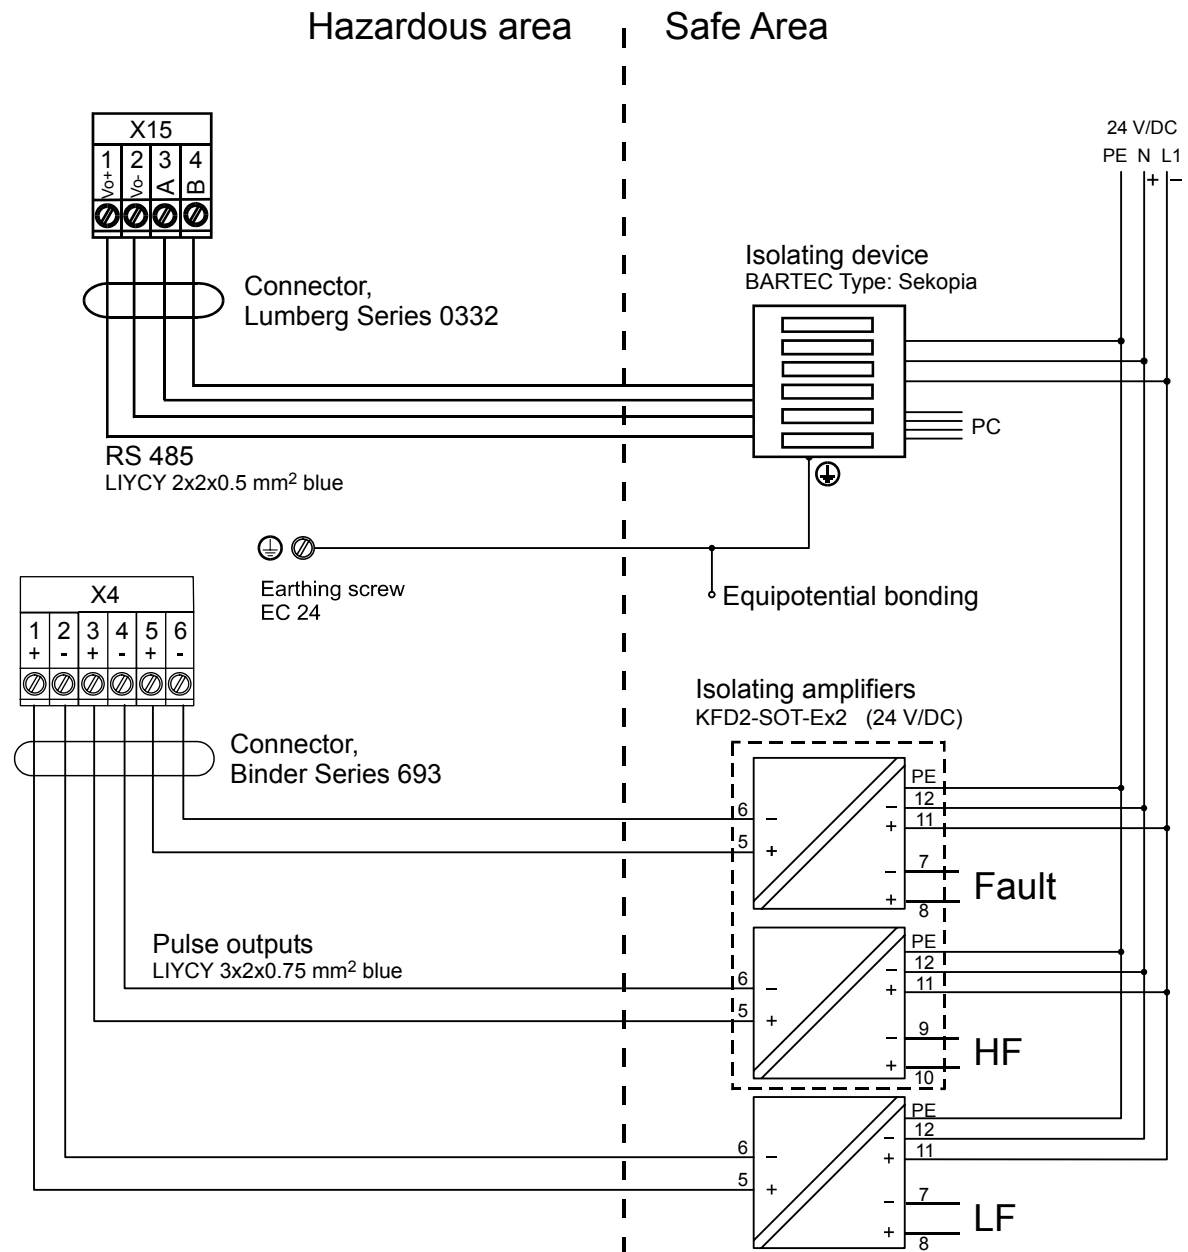 Hazardous area
Safe Area
X15
1 2 3 4
Vo+ Vo- A B
24 V/DC
PE N L1
+ −
Isolating device
BARTEC Type: Sekopia
Connector,
Lumberg Series 0332
PC
RS 485
LIYCY 2x2x0.5 mm² blue
Earthing screw
EC 24
Equipotential bonding
X4
1 2 3 4 5 6
+ - + - + -
Isolating amplifiers
KFD2-SOT-Ex2 (24 V/DC)
Connector,
Binder Series 693
PE
6 − − 12
+ 11
5 +
− 7
Fault
+ 8
Pulse outputs
LIYCY 3x2x0.75 mm² blue
PE
6 − − 12
+ 11
5 +
− 9
HF
+ 10
PE
6 − − 12
+ 11
5 +
− 7
LF
+ 8